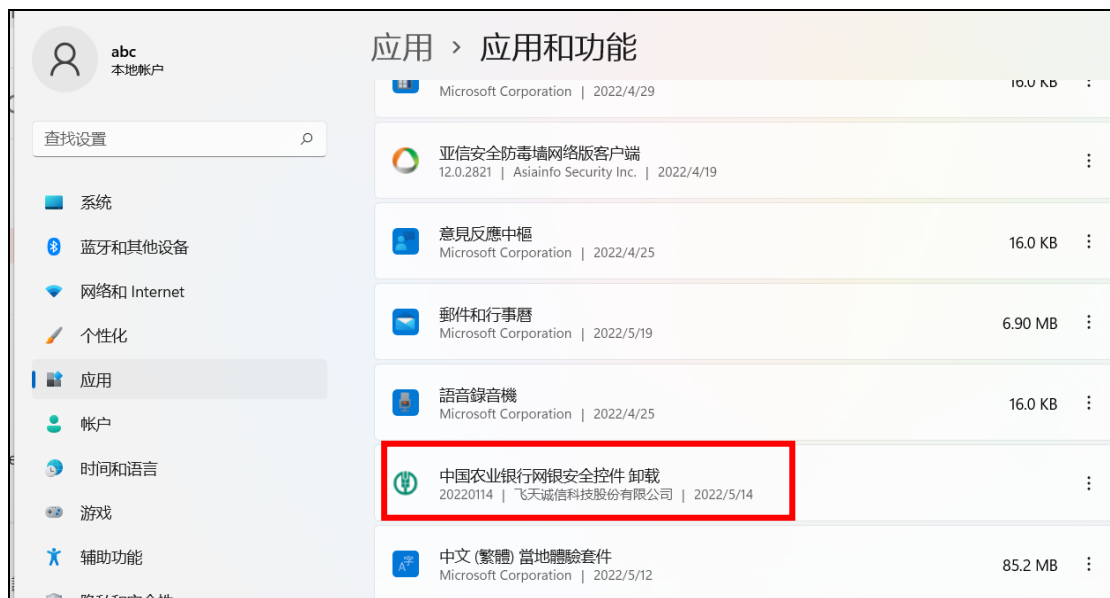 abc
本地帐户
查找设置
系统
蓝牙和其他设备
网络和 Internet
个性化
应用
帐户
时间和语言
游戏
辅助功能
隐私和安全性
应用 › 应用和功能
Microsoft Corporation | 2022/4/29
16.0 KB
亚信安全防毒墙网络版客户端
12.0.2821 | Asiainfo Security Inc. | 2022/4/19
意見反應中樞
Microsoft Corporation | 2022/4/25
16.0 KB
郵件和行事曆
Microsoft Corporation | 2022/5/19
6.90 MB
語音錄音機
Microsoft Corporation | 2022/4/25
16.0 KB
中国农业银行网银安全控件 卸载
20220114 | 飞天诚信科技股份有限公司 | 2022/5/14
中文 (繁體) 當地體驗套件
Microsoft Corporation | 2022/5/12
85.2 MB